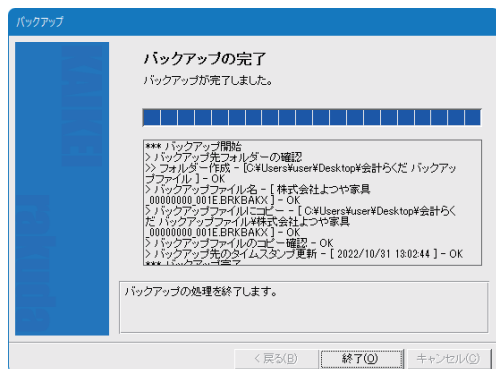 バックアップ
バックアップの完了
バックアップが完了しました。
*** バックアップ開始
> バックアップ先フォルダーの確認
>> フォルダー作成 - [C:¥Users¥user¥Desktop¥会計らくだ バックアッ
プファイル ] - OK
> バックアップファイル名 - [ 株式会社よつや家具
_00000000_001E.BRKBAKX ] - OK
> バックアップファイルにコピー - [ C:¥Users¥user¥Desktop¥会計らく
だ バックアップファイル¥株式会社よつや家具
_00000000_001E.BRKBAKX ] - OK
> バックアップファイルのコピー確認 - OK
> バックアップ先のタイムスタンプ更新 - [ 2022/10/31 13:02:44 ] - OK
*** バックアップ完了
バックアップの処理を終了します。
KAIKEI
rakuda
< 戻る(B)
終了(O)
キャンセル(C)